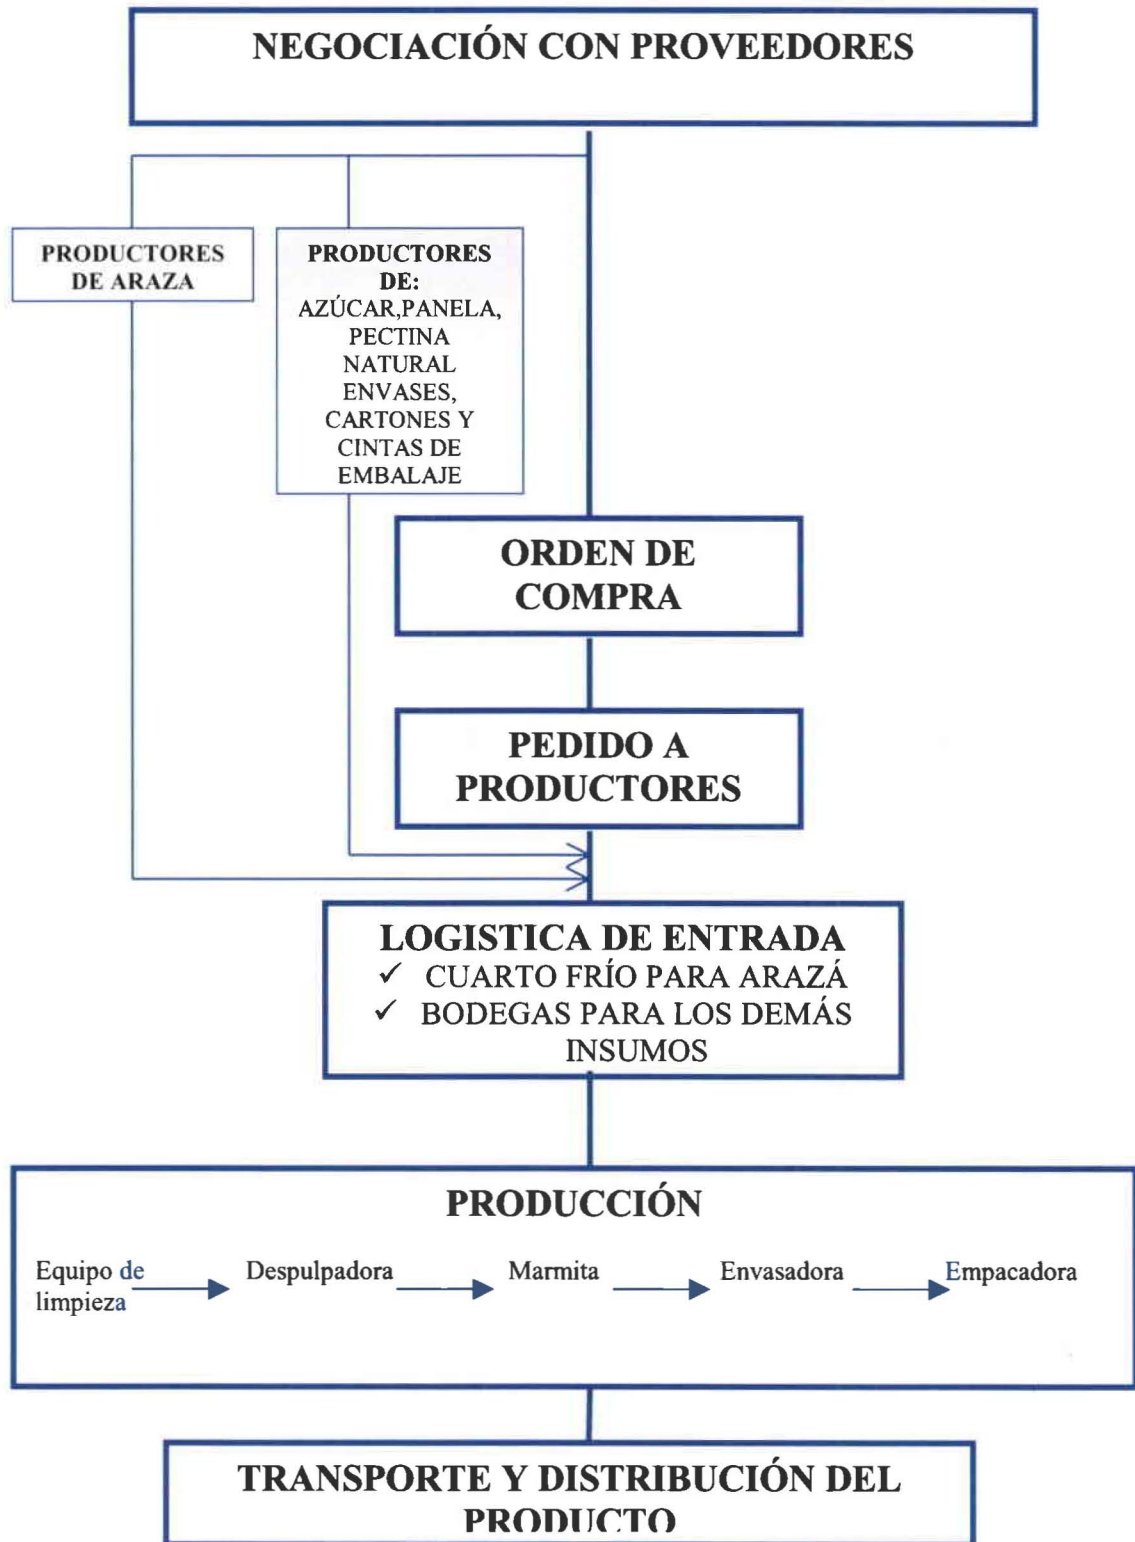 NEGOCIACIÓN CON PROVEEDORES
PRODUCTORES
DE ARAZA
PRODUCTORES
DE:
AZÚCAR,PANELA,
PECTINA
NATURAL
ENVASES,
CARTONES Y
CINTAS DE
EMBALAJE
ORDEN DE
COMPRA
PEDIDO A
PRODUCTORES
LOGISTICA DE ENTRADA
✓ CUARTO FRÍO PARA ARAZÁ
✓ BODEGAS PARA LOS DEMÁS
INSUMOS
PRODUCCIÓN
Equipo de
limpieza
Despulpadora
Marmita
Envasadora
Empacadora
TRANSPORTE Y DISTRIBUCIÓN DEL
PRODUCTO